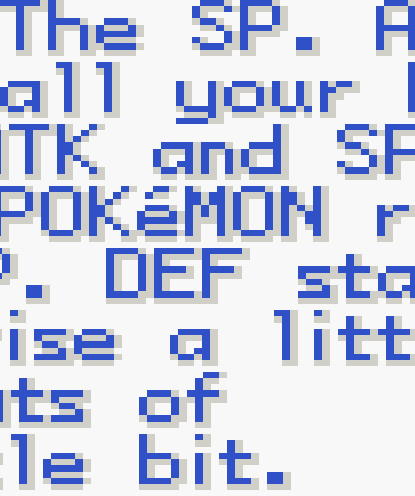 The SP. A
all your
TK and SP
POKéMON r
. DEF sta
ise a litt
ts of
le bit.